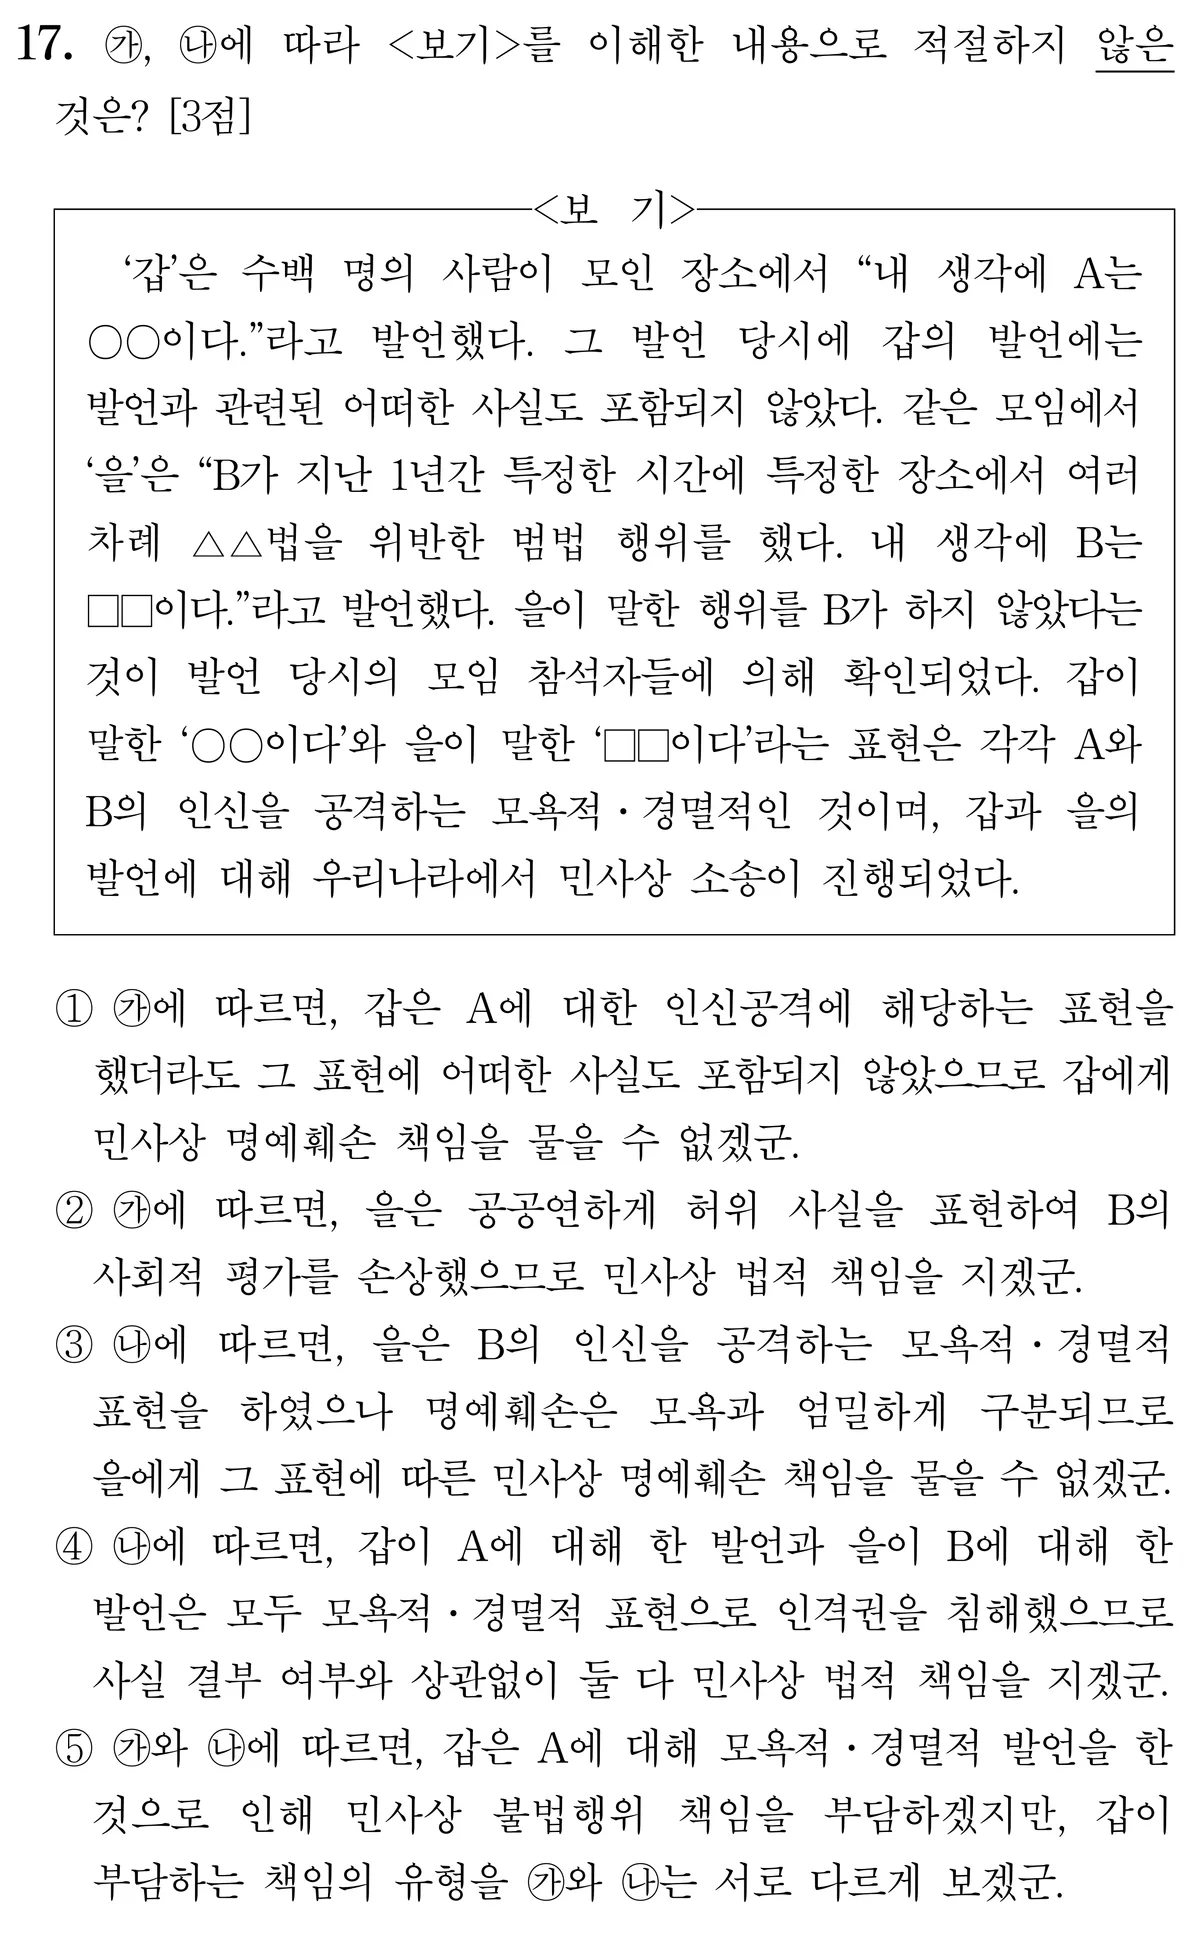 17. ㉮, ㉯에 따라 <보기>를 이해한 내용으로 적절하지 않은
것은? [3점]
<보 기>
‘갑’은 수백 명의 사람이 모인 장소에서 “내 생각에 A는
○○이다.”라고 발언했다. 그 발언 당시에 갑의 발언에는
발언과 관련된 어떠한 사실도 포함되지 않았다. 같은 모임에서
‘을’은 “B가 지난 1년간 특정한 시간에 특정한 장소에서 여러
차례 △△법을 위반한 범법 행위를 했다. 내 생각에 B는
□□이다.”라고 발언했다. 을이 말한 행위를 B가 하지 않았다는
것이 발언 당시의 모임 참석자들에 의해 확인되었다. 갑이
말한 ‘○○이다’와 을이 말한 ‘□□이다’라는 표현은 각각 A와
B의 인신을 공격하는 모욕적・경멸적인 것이며, 갑과 을의
발언에 대해 우리나라에서 민사상 소송이 진행되었다.
① ㉮에 따르면, 갑은 A에 대한 인신공격에 해당하는 표현을
했더라도 그 표현에 어떠한 사실도 포함되지 않았으므로 갑에게
민사상 명예훼손 책임을 물을 수 없겠군.
② ㉮에 따르면, 을은 공공연하게 허위 사실을 표현하여 B의
사회적 평가를 손상했으므로 민사상 법적 책임을 지겠군.
③ ㉯에 따르면, 을은 B의 인신을 공격하는 모욕적・경멸적
표현을 하였으나 명예훼손은 모욕과 엄밀하게 구분되므로
을에게 그 표현에 따른 민사상 명예훼손 책임을 물을 수 없겠군.
④ ㉯에 따르면, 갑이 A에 대해 한 발언과 을이 B에 대해 한
발언은 모두 모욕적・경멸적 표현으로 인격권을 침해했으므로
사실 결부 여부와 상관없이 둘 다 민사상 법적 책임을 지겠군.
⑤ ㉮와 ㉯에 따르면, 갑은 A에 대해 모욕적・경멸적 발언을 한
것으로 인해 민사상 불법행위 책임을 부담하겠지만, 갑이
부담하는 책임의 유형을 ㉮와 ㉯는 서로 다르게 보겠군.